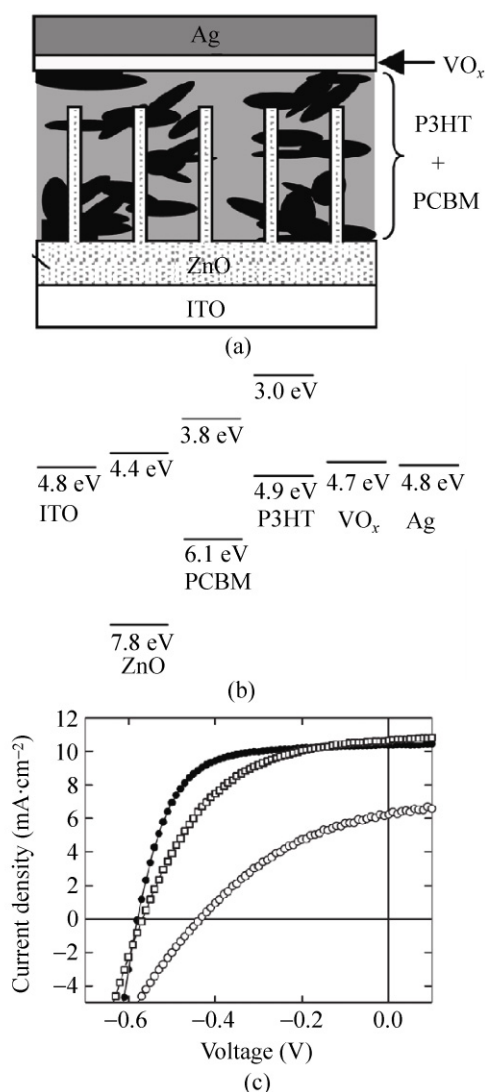 Ag
VOx
P3HT
+
PCBM
ZnO
ITO
(a)
3.0 eV
3.8 eV
4.4 eV
4.8 eV
ITO
4.9 eV
P3HT
4.7 eV
VOx
4.8 eV
Ag
6.1 eV
PCBM
7.8 eV
ZnO
(b)
12
10
8
6
4
2
0
−2
−4
Current density (mA·cm−2)
−0.6 −0.4 −0.2 0.0
Voltage (V)
(c)